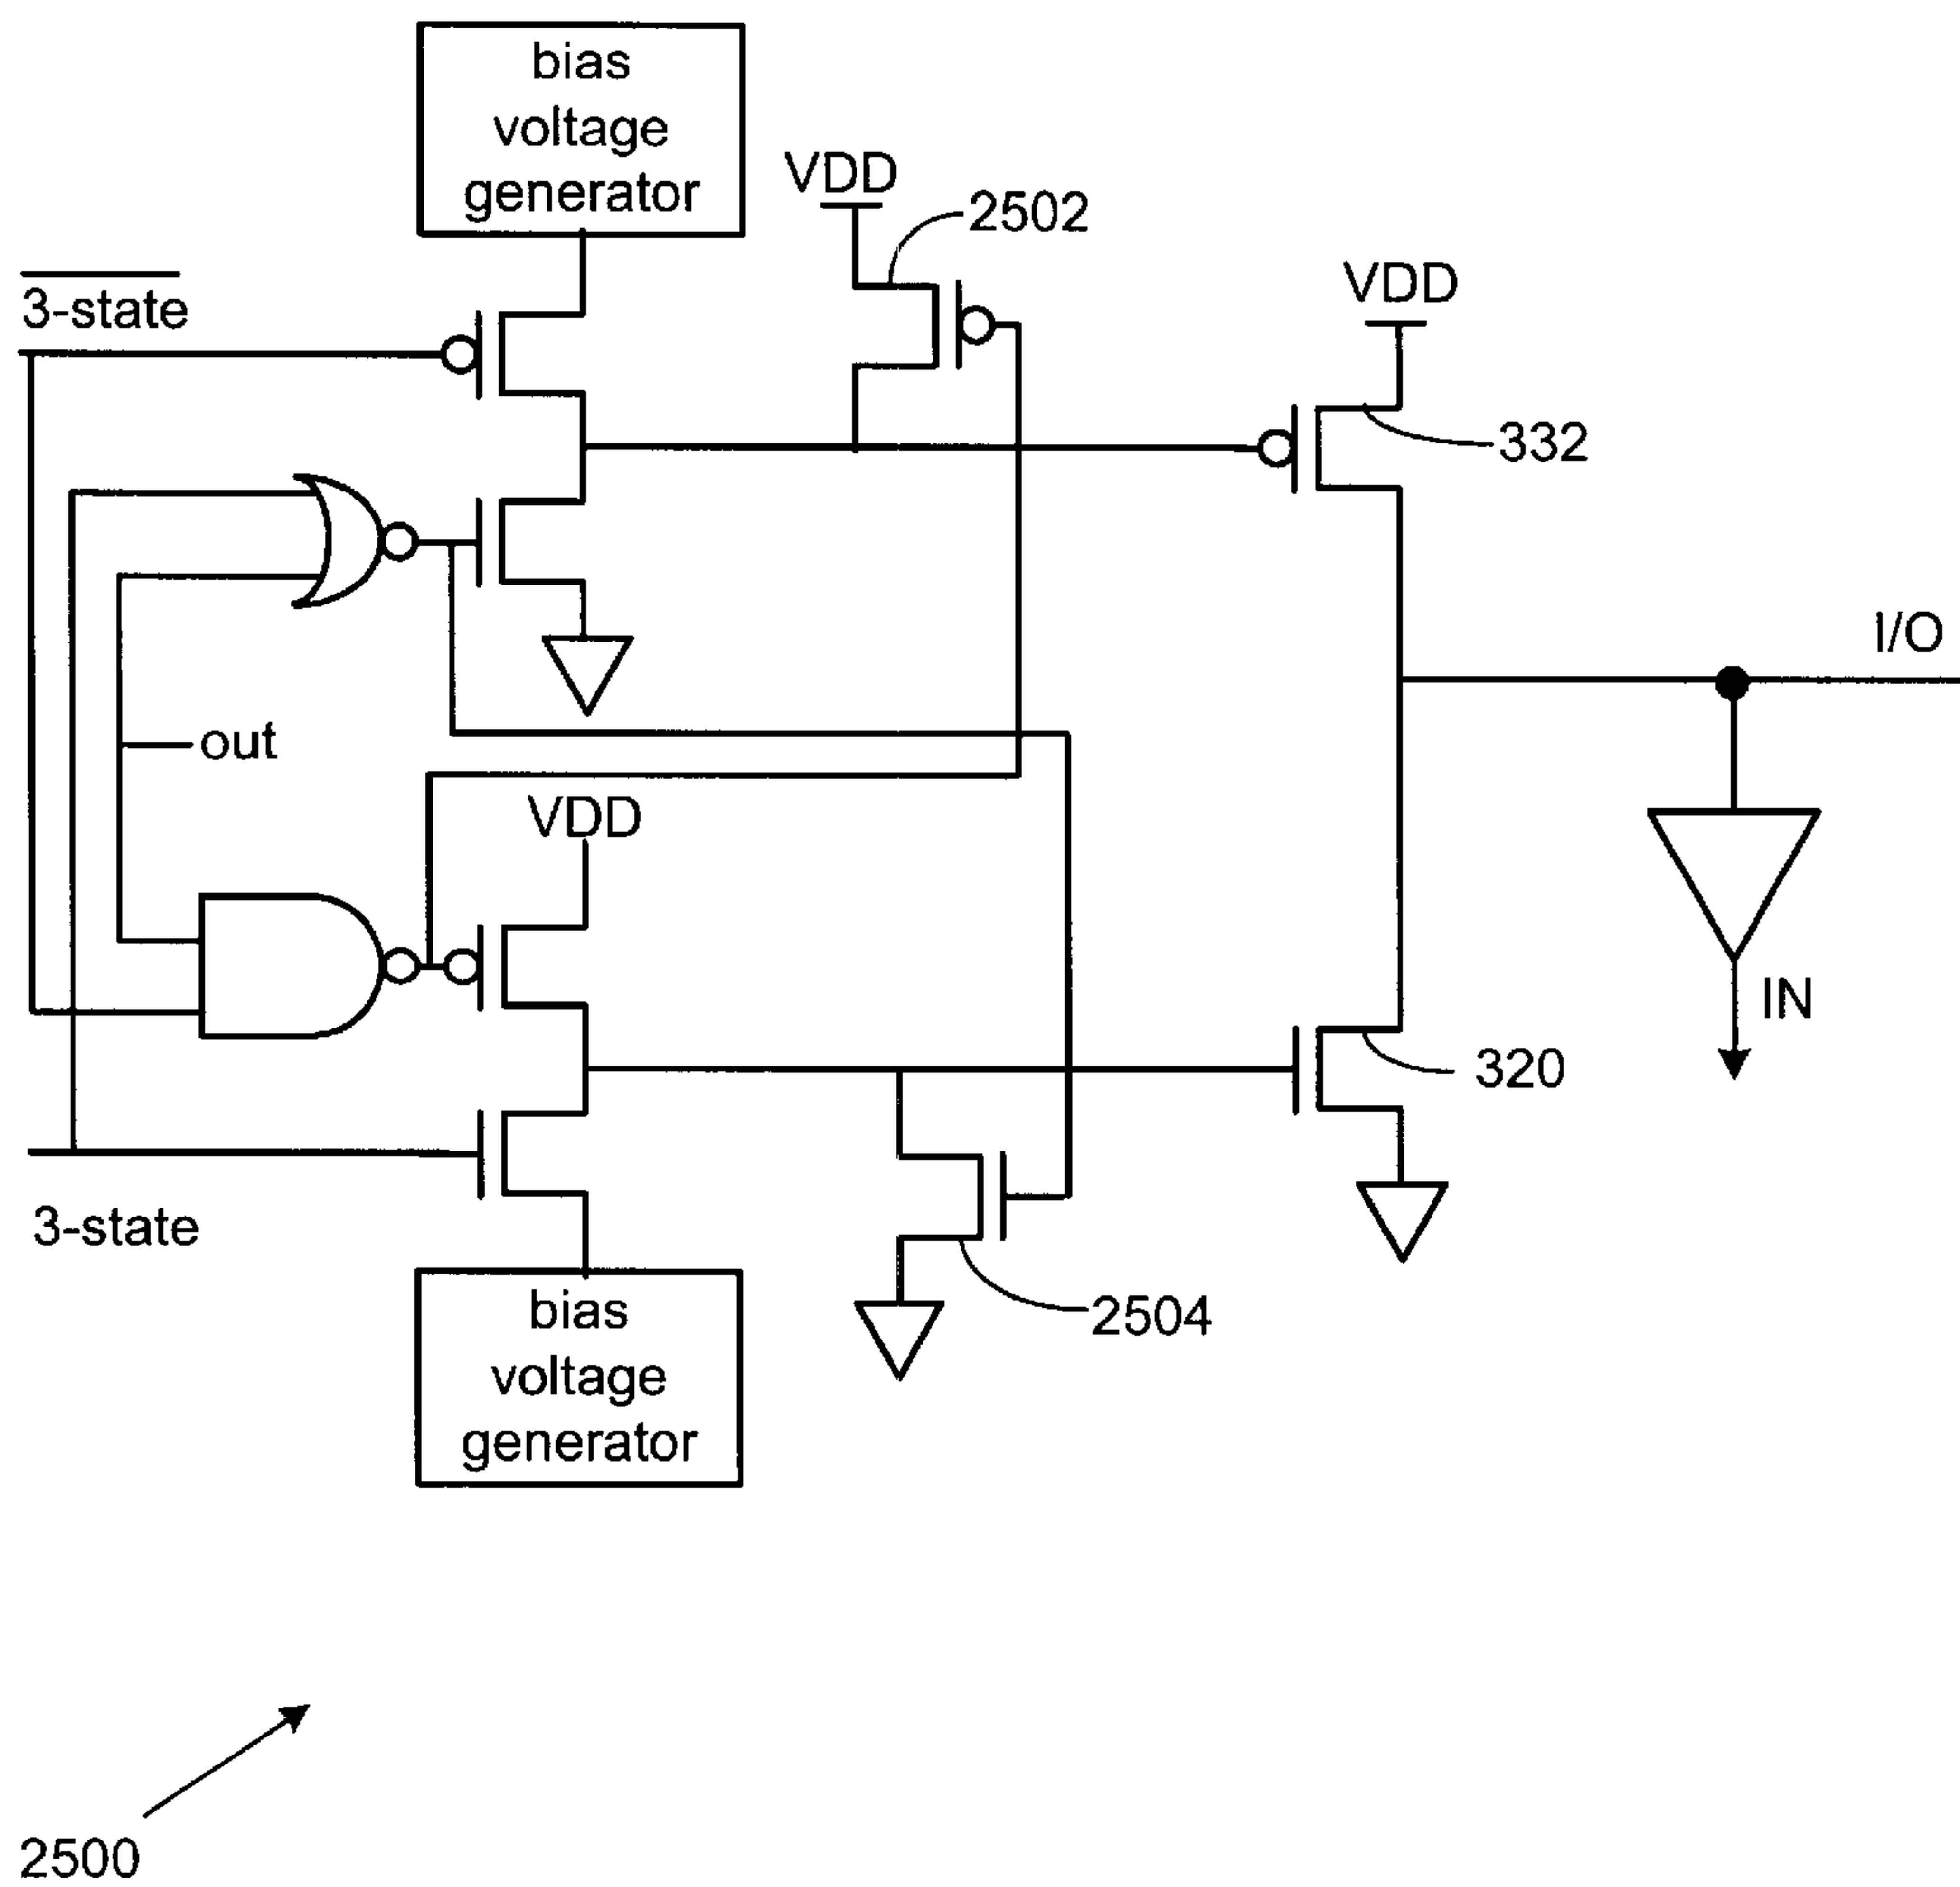 bias
voltage
generator
VDD
2502
3-state
VDD
332
I/O
out
VDD
IN
320
3-state
bias
voltage
generator
2504
2500